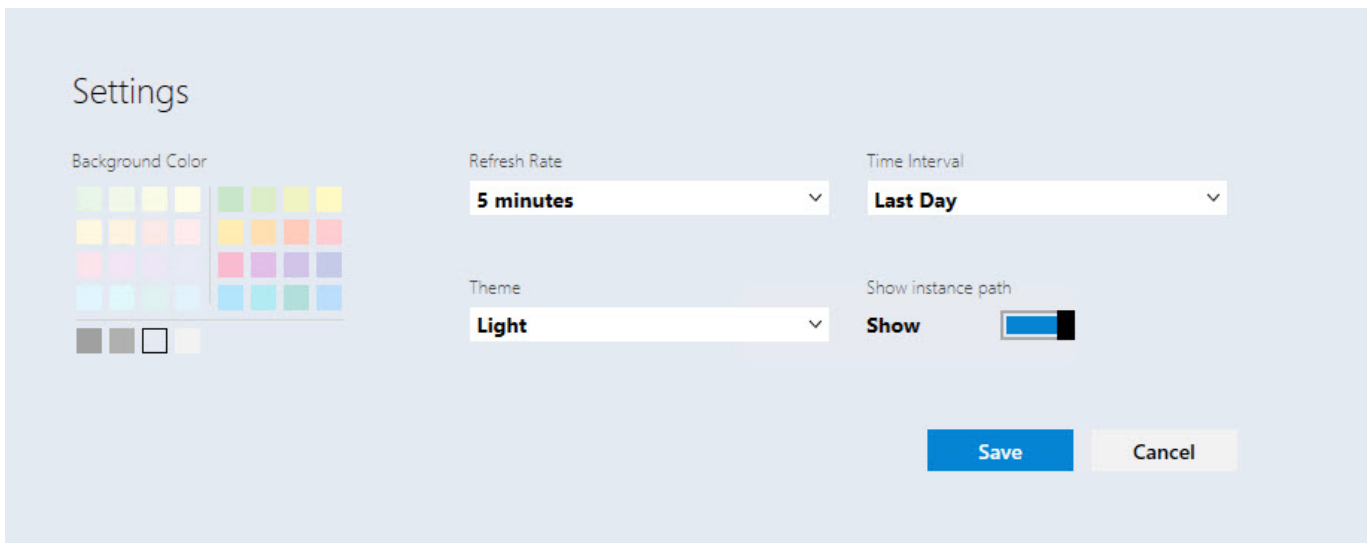 Settings
Background Color
Refresh Rate
Time Interval
5 minutes
Last Day
Theme
Show instance path
Light
Show
Save
Cancel